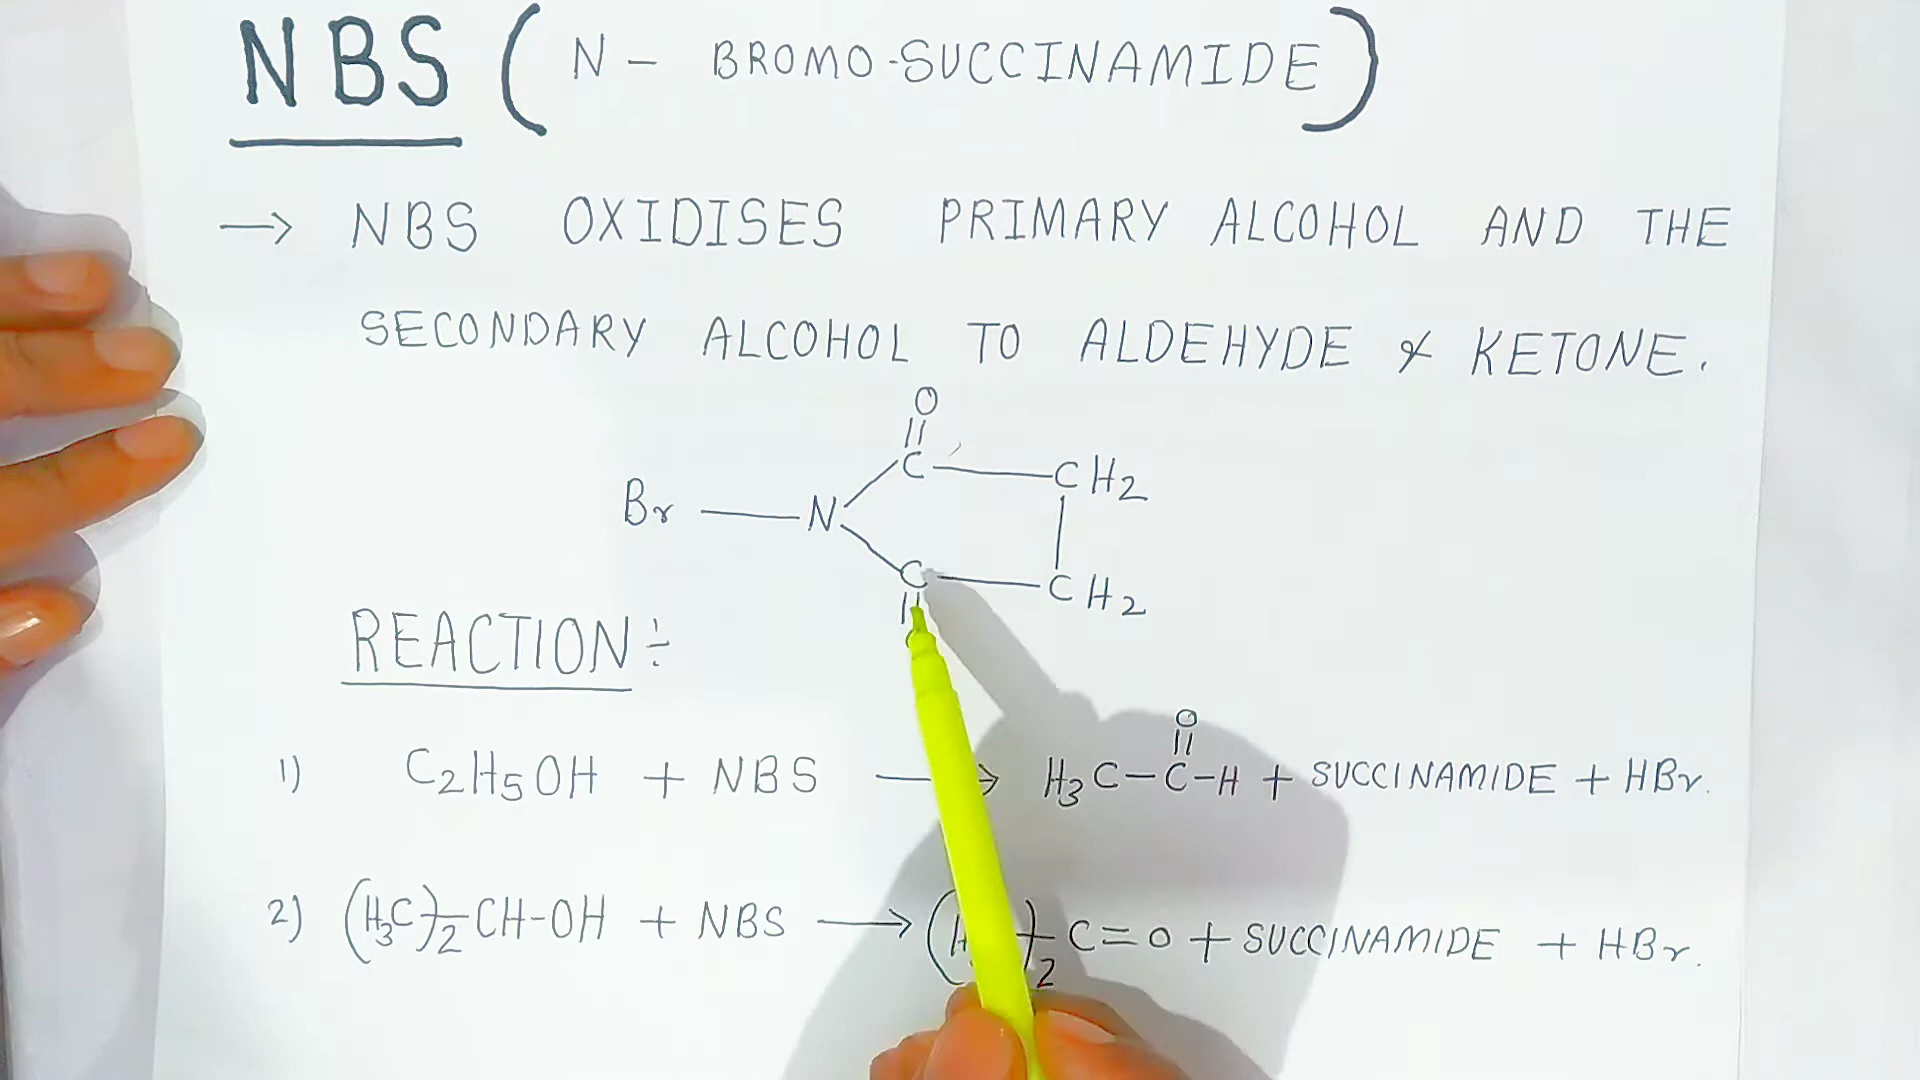 NBS (N- BROMO-SUCCINAMIDE)
→ NBS OXIDISES PRIMARY ALCOHOL AND THE
SECONDARY ALCOHOL TO ALDEHYDE & KETONE.
O
||
C — CH2
Br — N
C — CH2
||
REACTION ÷
O
||
1) C2H5OH + NBS → H3C-C-H + SUCCINAMIDE + HBr.
2) (H3C)2-CH-OH + NBS → ( )2 C=O + SUCCINAMIDE + HBr.